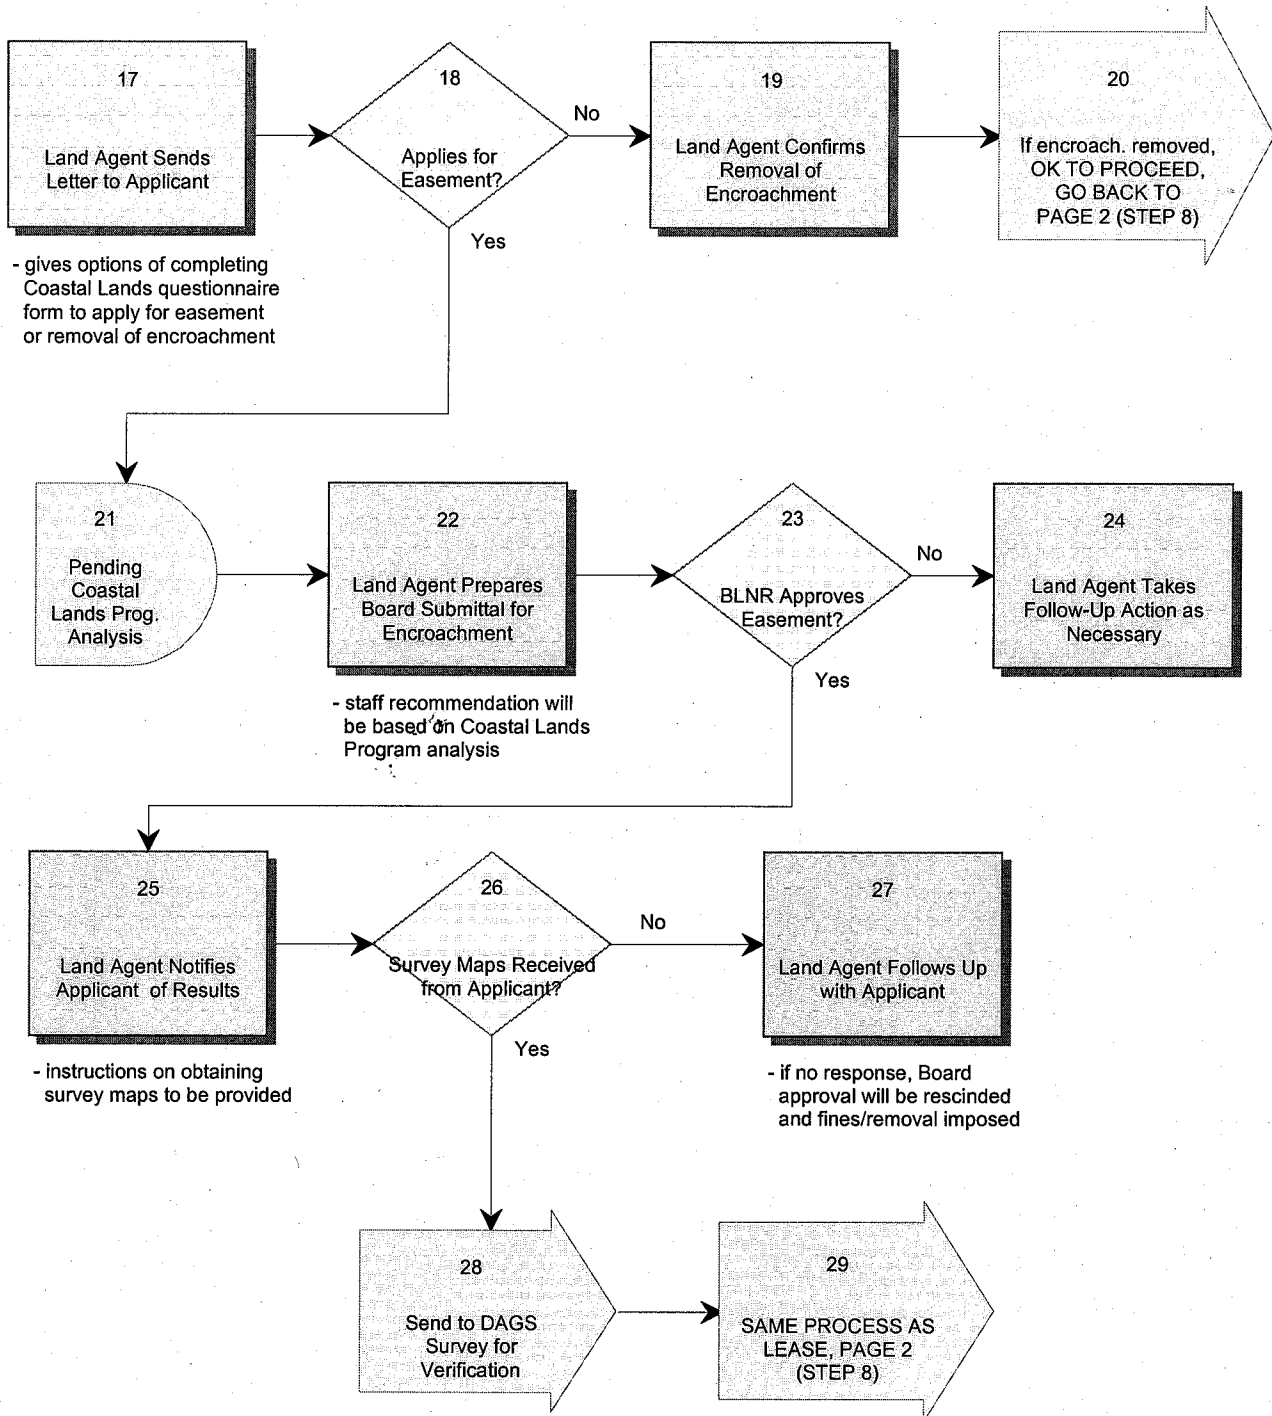 17
Land Agent Sends
Letter to Applicant
- gives options of completing
Coastal Lands questionnaire
form to apply for easement
or removal of encroachment
18
Applies for
Easement?
No
Yes
19
Land Agent Confirms
Removal of
Encroachment
20
If encroach. removed,
OK TO PROCEED,
GO BACK TO
PAGE 2 (STEP 8)
21
Pending
Coastal
Lands Prog.
Analysis
22
Land Agent Prepares
Board Submittal for
Encroachment
- staff recommendation will
be based on Coastal Lands
Program analysis
23
BLNR Approves
Easement?
No
Yes
24
Land Agent Takes
Follow-Up Action as
Necessary
25
Land Agent Notifies
Applicant of Results
- instructions on obtaining
survey maps to be provided
26
Survey Maps Received
from Applicant?
No
Yes
27
Land Agent Follows Up
with Applicant
- if no response, Board
approval will be rescinded
and fines/removal imposed
28
Send to DAGS
Survey for
Verification
29
SAME PROCESS AS
LEASE, PAGE 2
(STEP 8)